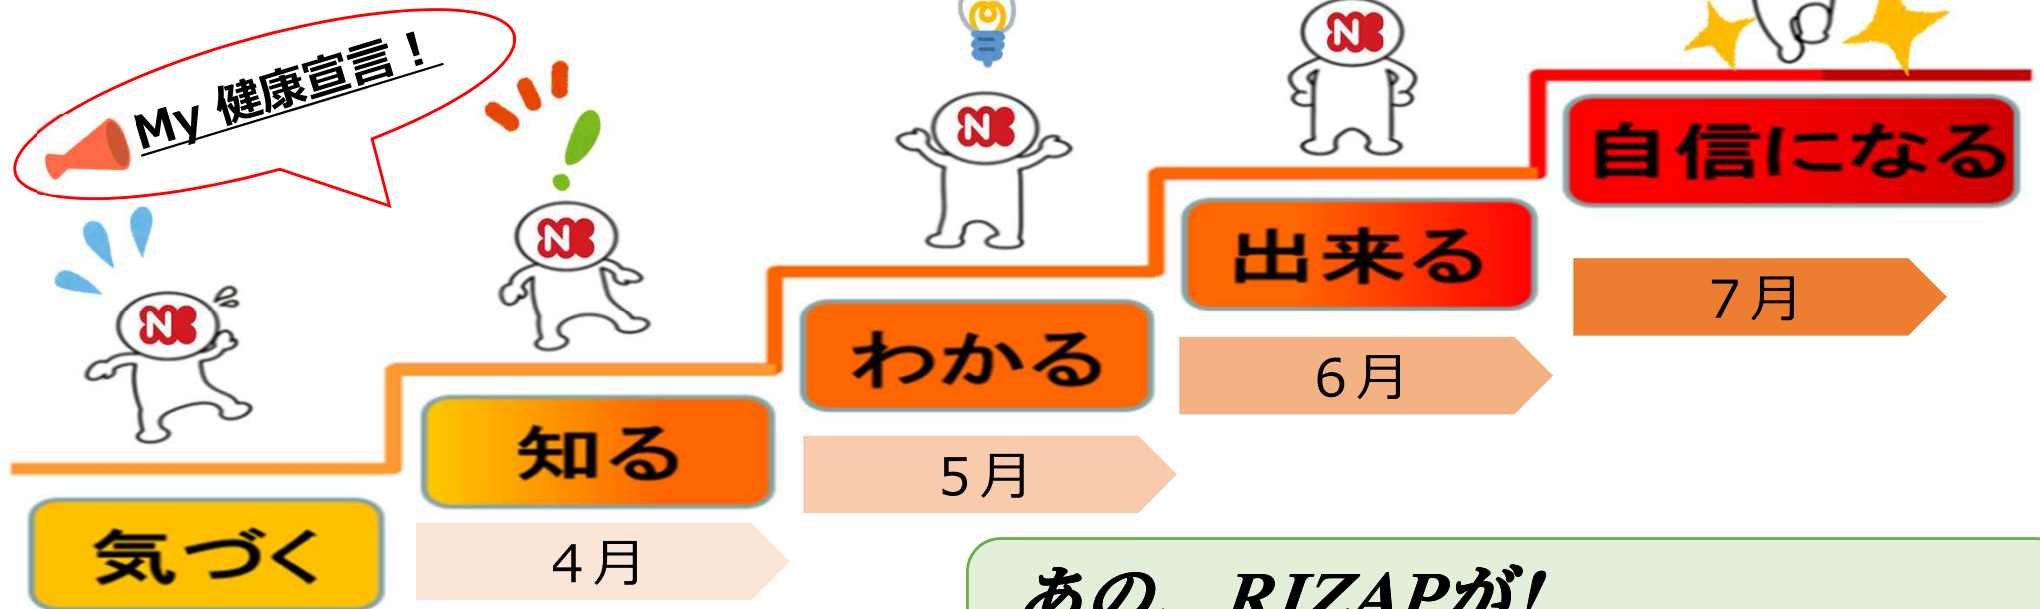 My 健康宣言！
自信になる
出来る
7月
わかる
6月
知る
5月
気づく
4月
あの、RIZAPが!
N
N
N
N